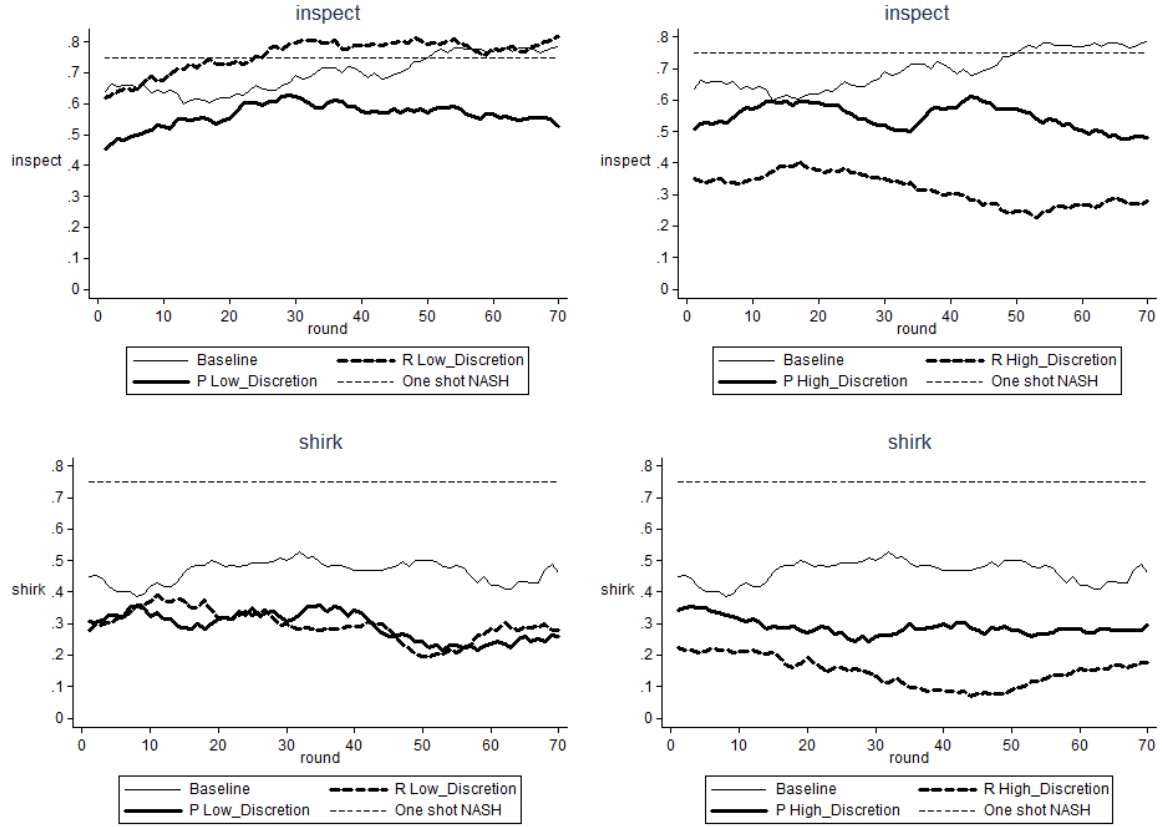 inspect
.8
.7
.6
.5
inspect
.4
.3
.2
.1
0
0 10 20 30 40 50 60 70
round
Baseline R Low_Discretion
P Low_Discretion One shot NASH
inspect
.8
.7
.6
.5
inspect
.4
.3
.2
.1
0
0 10 20 30 40 50 60 70
round
Baseline R High_Discretion
P High_Discretion One shot NASH
shirk
.8
.7
.6
.5
shirk
.4
.3
.2
.1
0
0 10 20 30 40 50 60 70
round
Baseline R Low_Discretion
P Low_Discretion One shot NASH
shirk
.8
.7
.6
.5
shirk
.4
.3
.2
.1
0
0 10 20 30 40 50 60 70
round
Baseline R High_Discretion
P High_Discretion One shot NASH